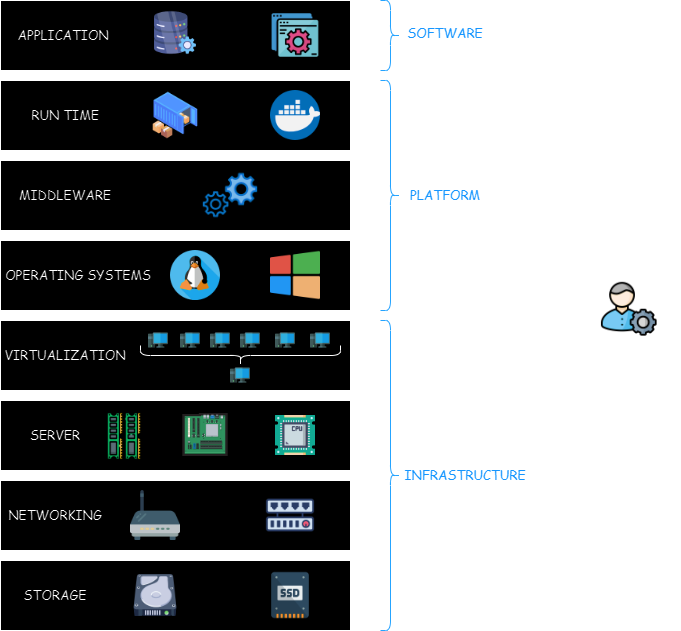 APPLICATION
SOFTWARE
RUN TIME
MIDDLEWARE
PLATFORM
OPERATING SYSTEMS
VIRTUALIZATION
SERVER
CPU
INFRASTRUCTURE
NETWORKING
STORAGE
SSD